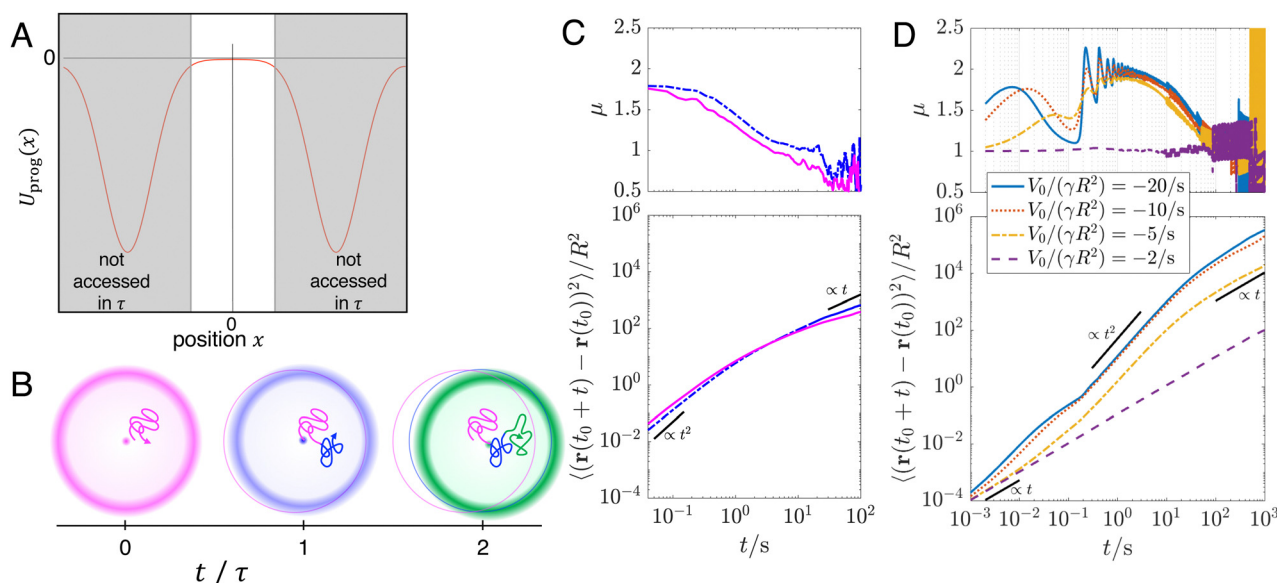 A
0
U_prog(x)
not
accessed
in τ
not
accessed
in τ
0
position x
B
0
1
2
t / τ
C
2.5
2
1.5
1
0.5
μ
10^6
10^4
10^2
10^0
10^−2
10^−4
⟨(r(t_0 + t) − r(t_0))^2⟩/R^2
∝ t
∝ t^2
10^−1
10^0
10^1
10^2
t/s
D
2.5
2
1.5
1
0.5
μ
V_0/(γR^2) = −20/s
V_0/(γR^2) = −10/s
V_0/(γR^2) = −5/s
V_0/(γR^2) = −2/s
10^6
10^4
10^2
10^0
10^−2
10^−4
⟨(r(t_0 + t) − r(t_0))^2⟩/R^2
∝ t^2
∝ t
∝ t
10^−3
10^−2
10^−1
10^0
10^1
10^2
10^3
t/s